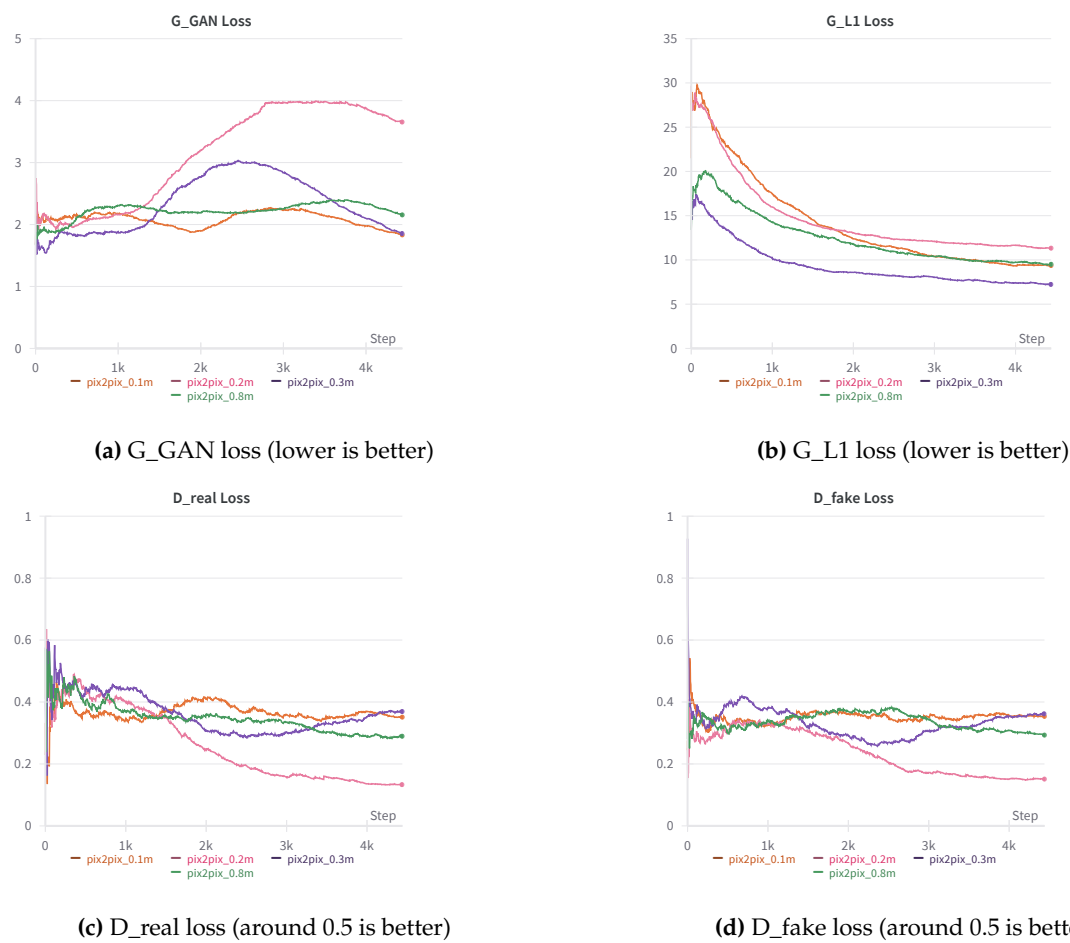 G_GAN Loss
5
4
3
2
1
0
Step
0 1k 2k 3k 4k
pix2pix_0.1m pix2pix_0.2m pix2pix_0.3m
pix2pix_0.8m
(a) G_GAN loss (lower is better)
G_L1 Loss
35
30
25
20
15
10
5
0
Step
0 1k 2k 3k 4k
pix2pix_0.1m pix2pix_0.2m pix2pix_0.3m
pix2pix_0.8m
(b) G_L1 loss (lower is better)
D_real Loss
1
0.8
0.6
0.4
0.2
0
Step
0 1k 2k 3k 4k
pix2pix_0.1m pix2pix_0.2m pix2pix_0.3m
pix2pix_0.8m
(c) D_real loss (around 0.5 is better)
D_fake Loss
1
0.8
0.6
0.4
0.2
0
Step
0 1k 2k 3k 4k
pix2pix_0.1m pix2pix_0.2m pix2pix_0.3m
pix2pix_0.8m
(d) D_fake loss (around 0.5 is